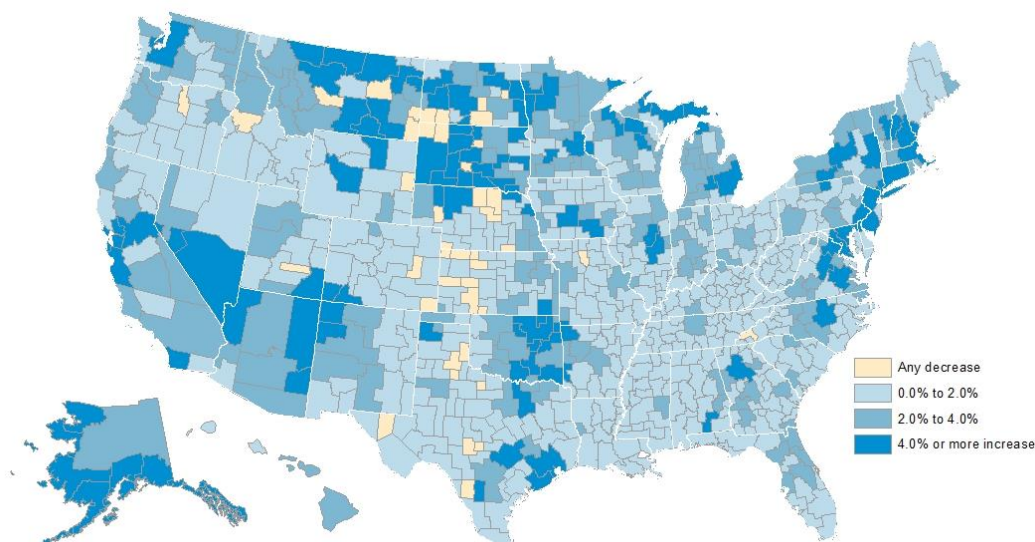 Any decrease
0.0% to 2.0%
2.0% to 4.0%
4.0% or more increase